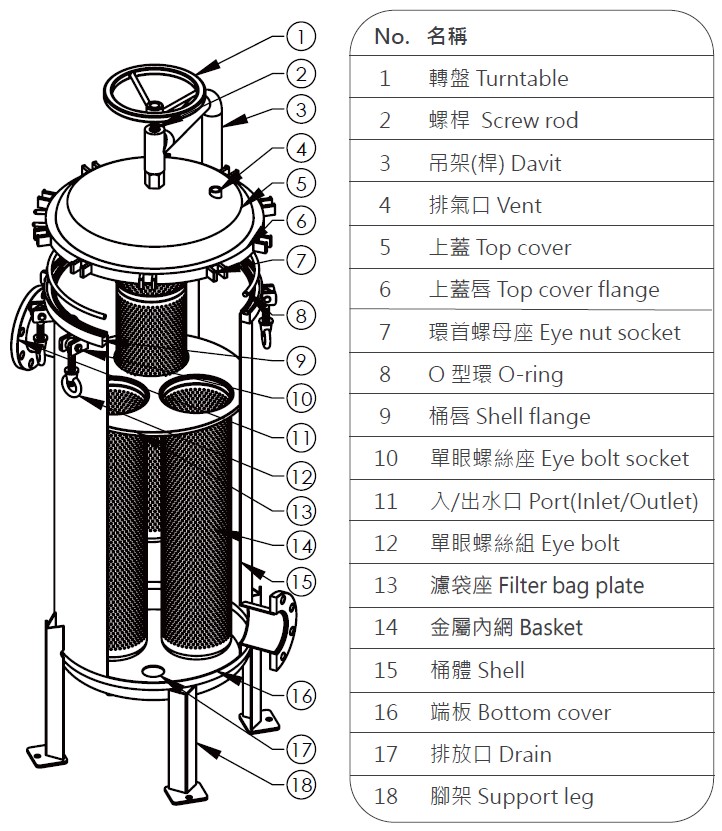 1
2
3
4
5
6
7
8
9
10
11
12
13
14
15
16
17
18
No. 名稱
1 轉盤 Turntable
2 螺桿 Screw rod
3 吊架(桿) Davit
4 排氣口 Vent
5 上蓋 Top cover
6 上蓋唇 Top cover flange
7 環首螺母座 Eye nut socket
8 O 型環 O-ring
9 桶唇 Shell flange
10 單眼螺絲座 Eye bolt socket
11 入/出水口 Port(Inlet/Outlet)
12 單眼螺絲組 Eye bolt
13 濾袋座 Filter bag plate
14 金屬內網 Basket
15 桶體 Shell
16 端板 Bottom cover
17 排放口 Drain
18 腳架 Support leg